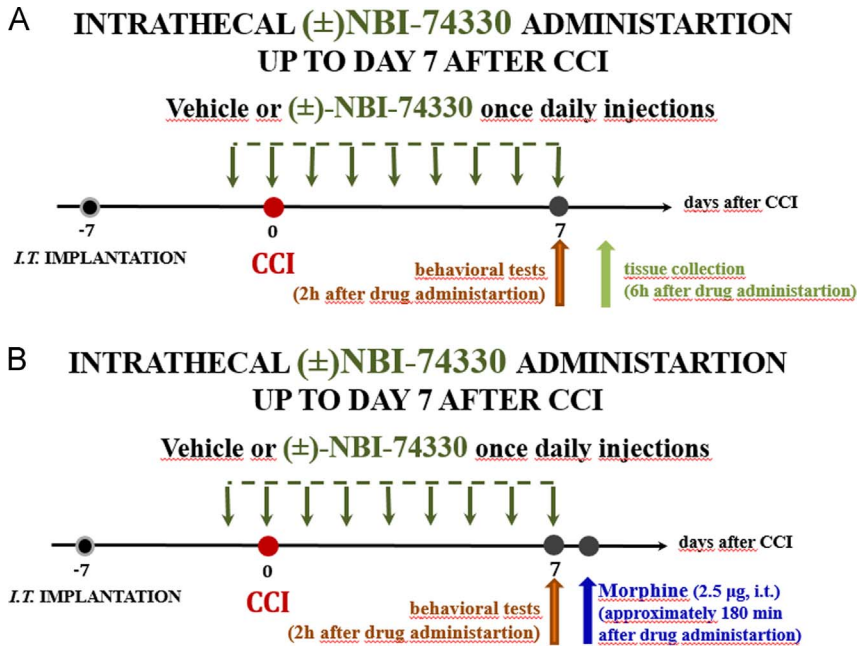 A
INTRATHECAL (±)NBI-74330 ADMINISTARTION
UP TO DAY 7 AFTER CCI
Vehicle or (±)-NBI-74330 once daily injections
days after CCI
-7
0
7
I.T. IMPLANTATION
CCI
behavioral tests
(2h after drug administartion)
tissue collection
(6h after drug administartion)
B
INTRATHECAL (±)NBI-74330 ADMINISTARTION
UP TO DAY 7 AFTER CCI
Vehicle or (±)-NBI-74330 once daily injections
days after CCI
-7
0
7
I.T. IMPLANTATION
CCI
behavioral tests
(2h after drug administartion)
Morphine (2.5 µg, i.t.)
(approximately 180 min
after drug administartion)